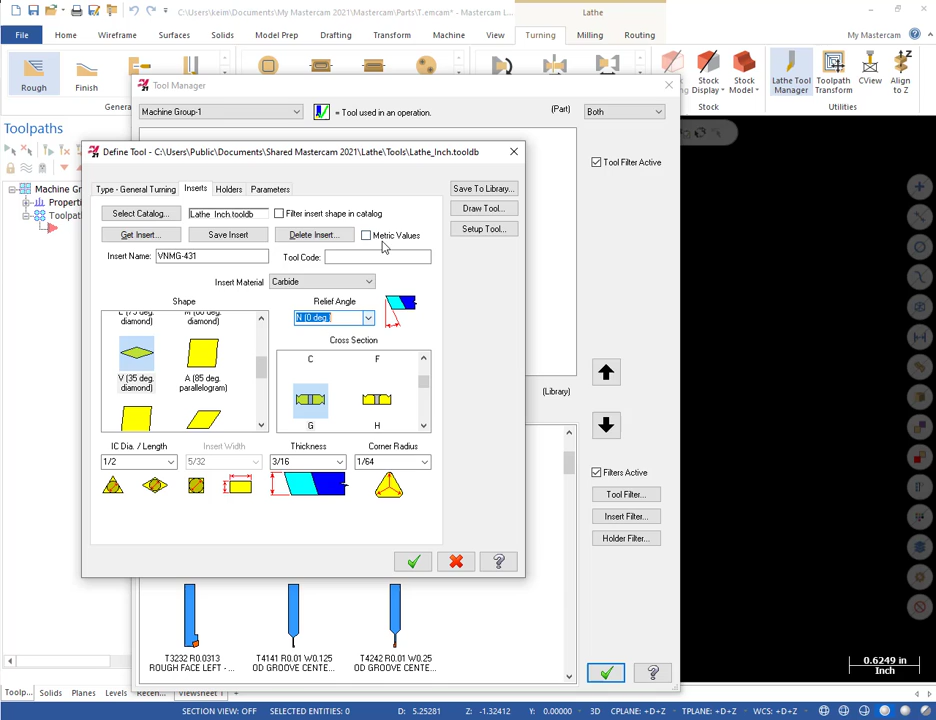 C:\Users\keim\Documents\My Mastercam 2021\Mastercam\Parts\T.emcam* - Mastercam L...
Lathe
File
Home
Wireframe
Surfaces
Solids
Model Prep
Drafting
Transform
Machine
View
Turning
Milling
Routing
My Mastercam
Rough
Finish
Stock Display
Stock Model
Lathe Tool Manager
Toolpath Transform
CView
Align to Z
Genera
Stock
Utilities
Toolpaths
Machine Gr
Proper
Toolpat
Tool Manager
Machine Group-1
= Tool used in an operation.
(Part)
Both
Tool Filter Active
Define Tool - C:\Users\Public\Documents\Shared Mastercam 2021\Lathe\Tools\Lathe_Inch.tooldb
Type - General Turning
Inserts
Holders
Parameters
Save To Library...
Select Catalog...
Lathe_Inch.tooldb
Filter insert shape in catalog
Draw Tool...
Get Insert...
Save Insert
Delete Insert...
Metric Values
Setup Tool...
Insert Name:
VNMG-431
Tool Code:
Insert Material
Carbide
Shape
Relief Angle
N (0 deg.)
diamond)
diamond)
Cross Section
C
F
V (35 deg. diamond)
A (85 deg. parallelogram)
G
H
IC Dia. / Length
Insert Width
Thickness
Corner Radius
1/2
5/32
3/16
1/64
(Library)
Filters Active
Tool Filter...
Insert Filter...
Holder Filter...
T3232 R0.0313
ROUGH FACE LEFT - ...
T4141 R0.01 W0.125
OD GROOVE CENTE...
T4242 R0.01 W0.25
OD GROOVE CENTE...
0.6249 in
Inch
Toolp...
Solids
Planes
Levels
Recen...
Viewsheet 1
SECTION VIEW: OFF
SELECTED ENTITIES: 0
D: 5.25281
Z: -1.32412
Y: 0.00000
3D
CPLANE: +D+Z
TPLANE: +D+Z
WCS: +D+Z